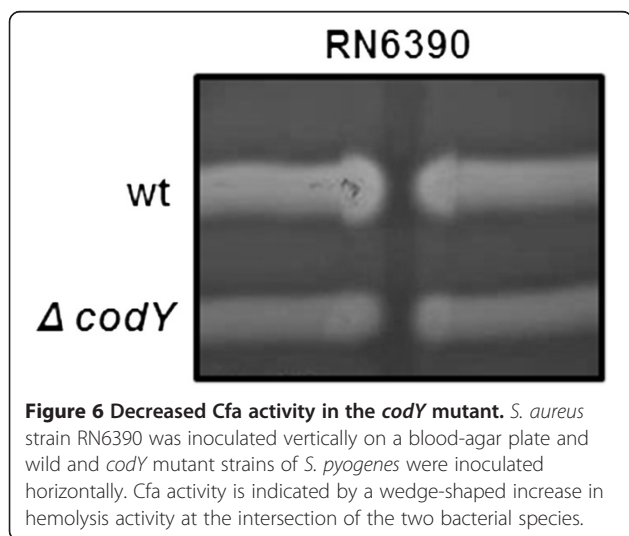 RN6390
wt
Δ codY
Figure 6 Decreased Cfa activity in the codY mutant. S. aureus
strain RN6390 was inoculated vertically on a blood-agar plate and
wild and codY mutant strains of S. pyogenes were inoculated
horizontally. Cfa activity is indicated by a wedge-shaped increase in
hemolysis activity at the intersection of the two bacterial species.